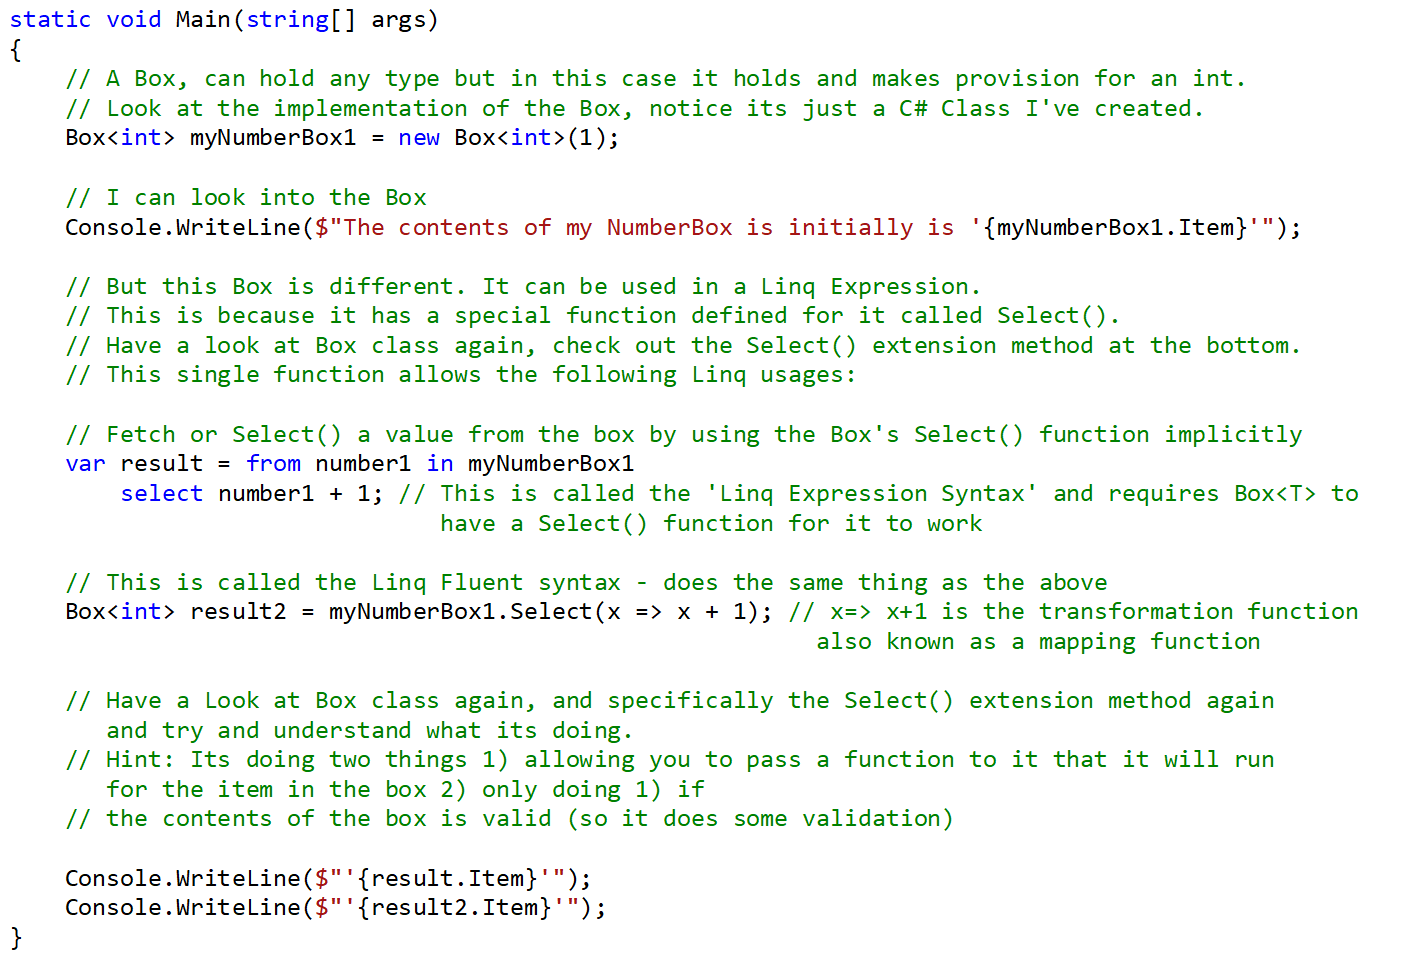 static void Main(string[] args)
{
    // A Box, can hold any type but in this case it holds and makes provision for an int.
    // Look at the implementation of the Box, notice its just a C# Class I've created.
    Box<int> myNumberBox1 = new Box<int>(1);

    // I can look into the Box
    Console.WriteLine($"The contents of my NumberBox is initially is '{myNumberBox1.Item}'");

    // But this Box is different. It can be used in a Linq Expression.
    // This is because it has a special function defined for it called Select().
    // Have a look at Box class again, check out the Select() extension method at the bottom.
    // This single function allows the following Linq usages:

    // Fetch or Select() a value from the box by using the Box's Select() function implicitly
    var result = from number1 in myNumberBox1
        select number1 + 1; // This is called the 'Linq Expression Syntax' and requires Box<T> to
                               have a Select() function for it to work

    // This is called the Linq Fluent syntax - does the same thing as the above
    Box<int> result2 = myNumberBox1.Select(x => x + 1); // x=> x+1 is the transformation function
                                                          also known as a mapping function

    // Have a Look at Box class again, and specifically the Select() extension method again
       and try and understand what its doing.
    // Hint: Its doing two things 1) allowing you to pass a function to it that it will run
       for the item in the box 2) only doing 1) if
    // the contents of the box is valid (so it does some validation)

    Console.WriteLine($"'{result.Item}'");
    Console.WriteLine($"'{result2.Item}'");
}